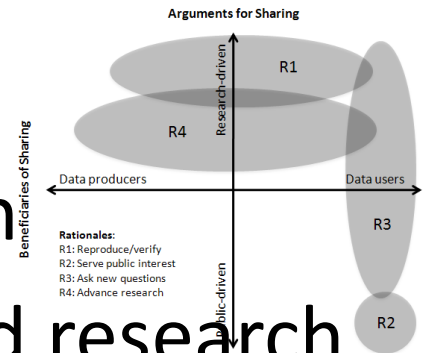 Arguments for Sharing
Research-driven
R1
R4
Beneficiaries of Sharing
Data producers
Data users
R3
Rationales:
R1: Reproduce/verify
R2: Serve public interest
R3: Ask new questions
R4: Advance research
Public-driven
R2
n
d research